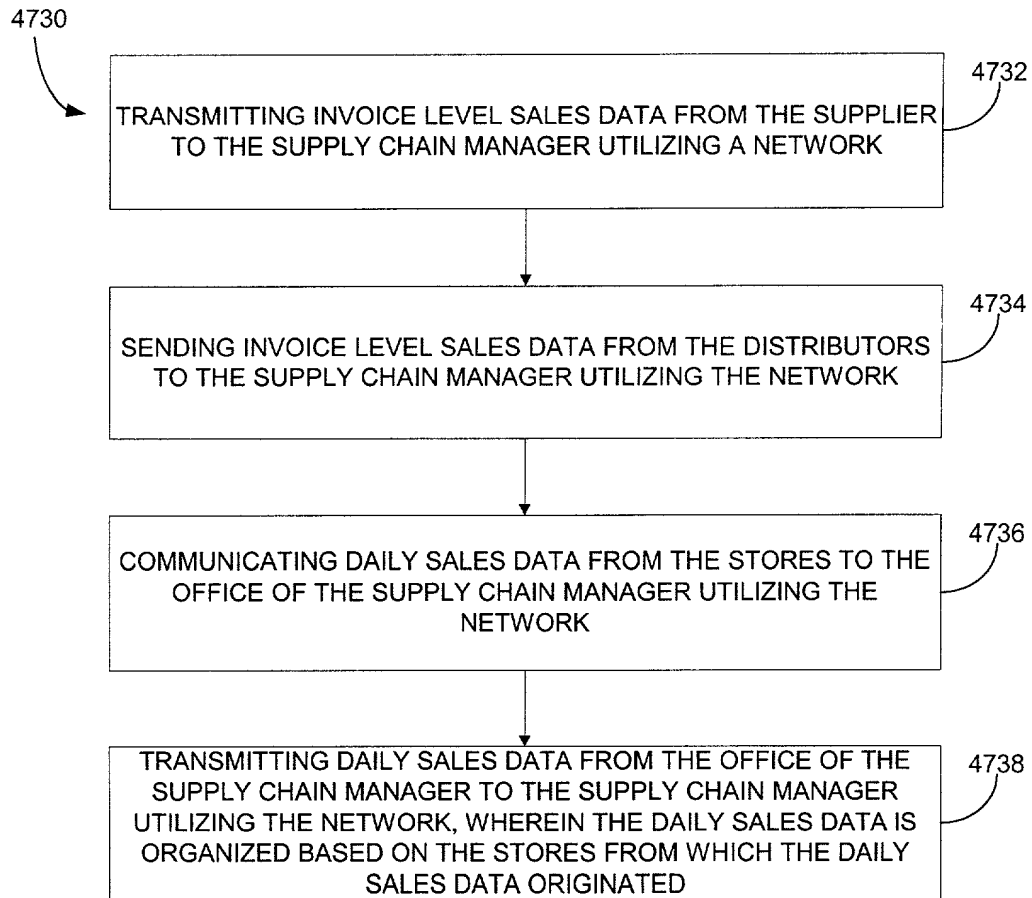 4730
4732
TRANSMITTING INVOICE LEVEL SALES DATA FROM THE SUPPLIER
TO THE SUPPLY CHAIN MANAGER UTILIZING A NETWORK
4734
SENDING INVOICE LEVEL SALES DATA FROM THE DISTRIBUTORS
TO THE SUPPLY CHAIN MANAGER UTILIZING THE NETWORK
4736
COMMUNICATING DAILY SALES DATA FROM THE STORES TO THE
OFFICE OF THE SUPPLY CHAIN MANAGER UTILIZING THE
NETWORK
4738
TRANSMITTING DAILY SALES DATA FROM THE OFFICE OF THE
SUPPLY CHAIN MANAGER TO THE SUPPLY CHAIN MANAGER
UTILIZING THE NETWORK, WHEREIN THE DAILY SALES DATA IS
ORGANIZED BASED ON THE STORES FROM WHICH THE DAILY
SALES DATA ORIGINATED